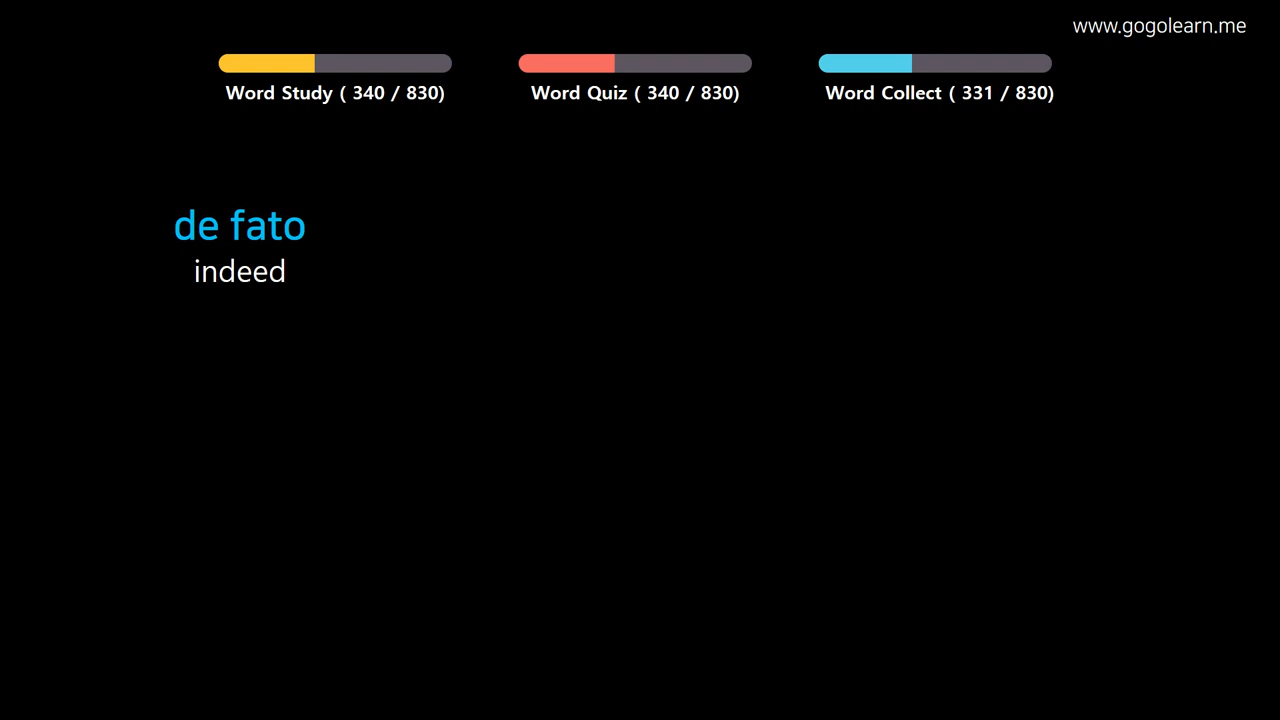 www.gogolearn.me
Word Study ( 340 / 830)
Word Quiz ( 340 / 830)
Word Collect ( 331 / 830)
de fato
indeed